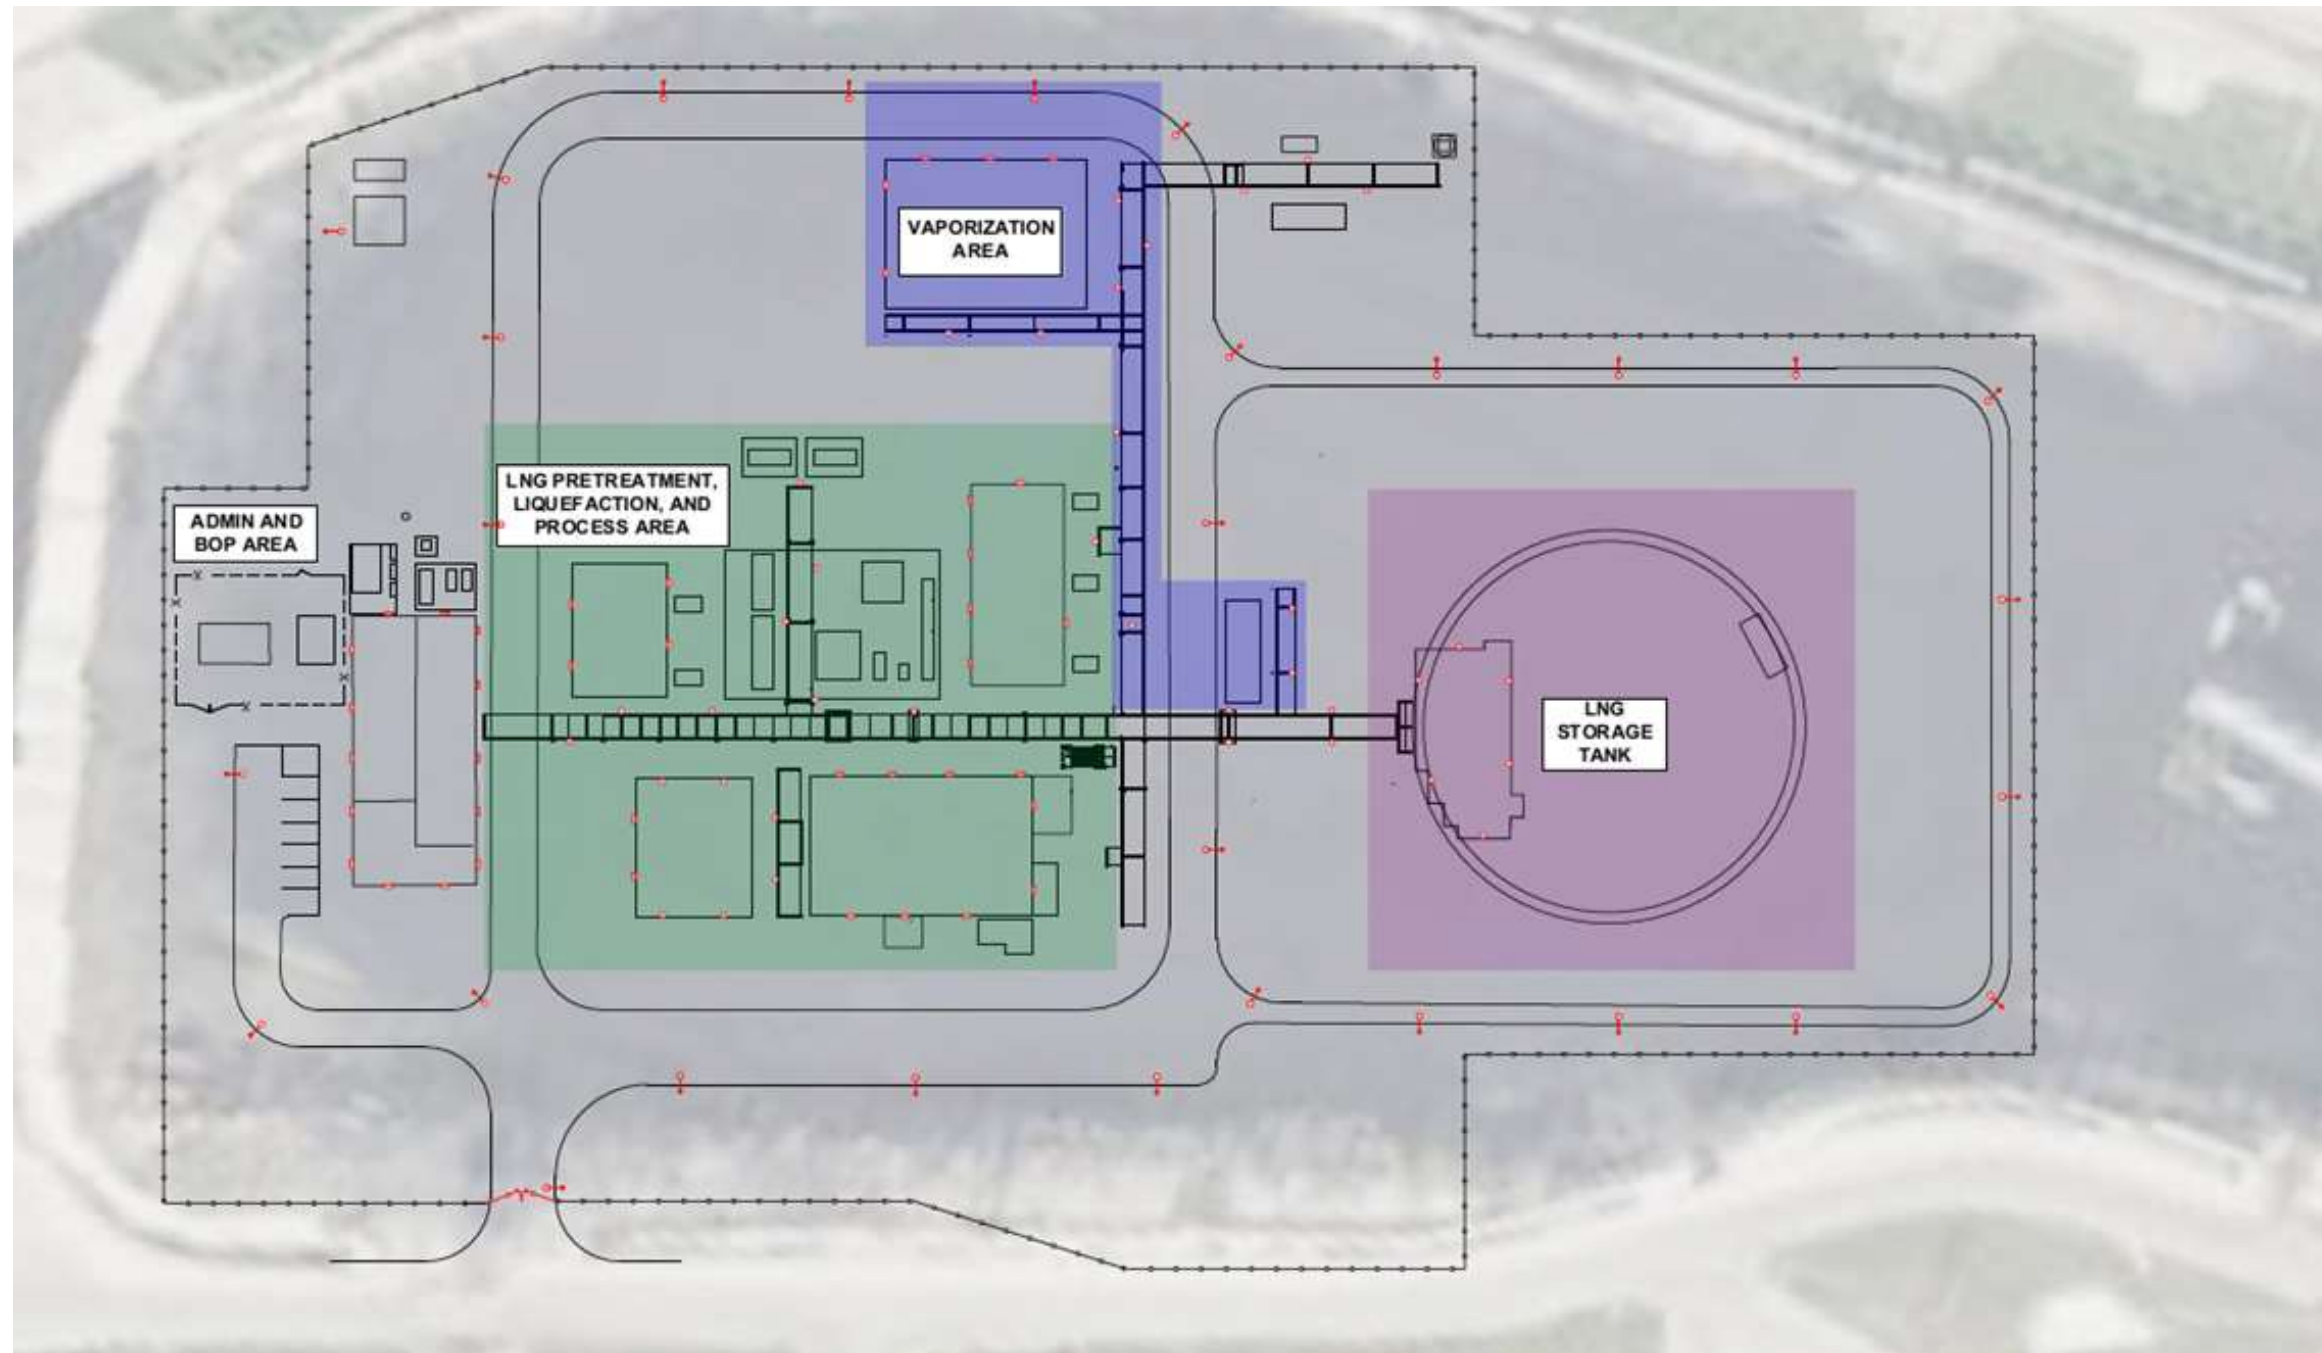 VAPORIZATION
AREA
LNG PRETREATMENT,
LIQUEFACTION, AND
PROCESS AREA
ADMIN AND
BOP AREA
LNG
STORAGE
TANK